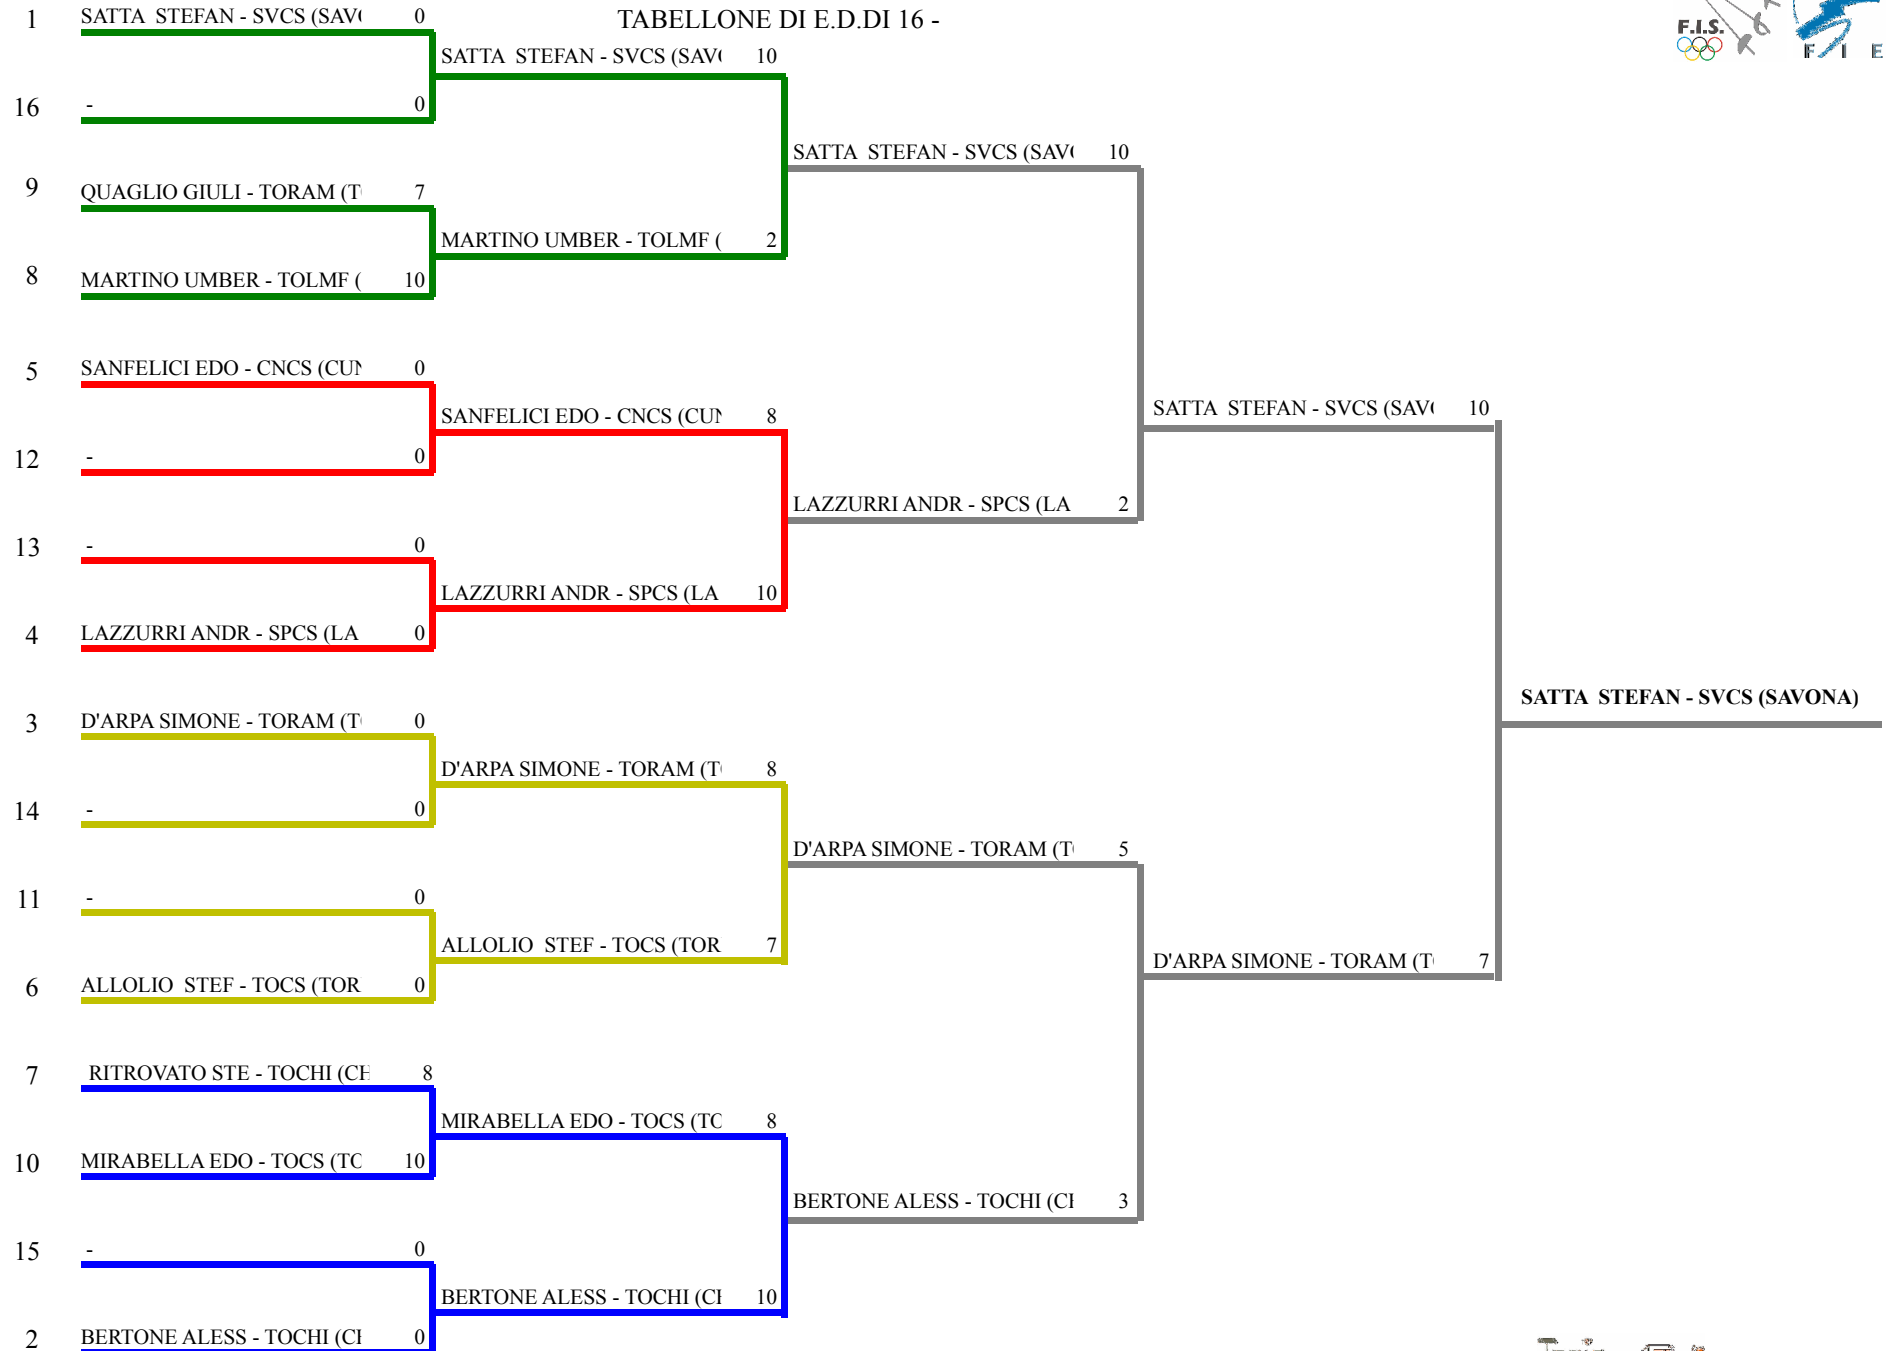 TABELLONE DI E.D.DI 16 -
F.I.S.
F I E
1 SATTA STEFAN - SVCS (SAV 0
SATTA STEFAN - SVCS (SAV 10
16 - 0
SATTA STEFAN - SVCS (SAV 10
9 QUAGLIO GIULI - TORAM (T 7
MARTINO UMBER - TOLMF ( 2
8 MARTINO UMBER - TOLMF ( 10
5 SANFELICI EDO - CNCS (CUN 0
SANFELICI EDO - CNCS (CUN 8
SATTA STEFAN - SVCS (SAV 10
12 - 0
LAZZURRI ANDR - SPCS (LA 2
13 - 0
LAZZURRI ANDR - SPCS (LA 10
4 LAZZURRI ANDR - SPCS (LA 0
SATTA STEFAN - SVCS (SAVONA)
3 D'ARPA SIMONE - TORAM (T 0
D'ARPA SIMONE - TORAM (T 8
14 - 0
D'ARPA SIMONE - TORAM (T 5
11 - 0
ALLOLIO STEF - TOCS (TOR 7
D'ARPA SIMONE - TORAM (T 7
6 ALLOLIO STEF - TOCS (TOR 0
7 RITROVATO STE - TOCHI (CH 8
MIRABELLA EDO - TOCS (TO 8
10 MIRABELLA EDO - TOCS (TO 10
BERTONE ALESS - TOCHI (CH 3
15 - 0
BERTONE ALESS - TOCHI (CH 10
2 BERTONE ALESS - TOCHI (CH 0